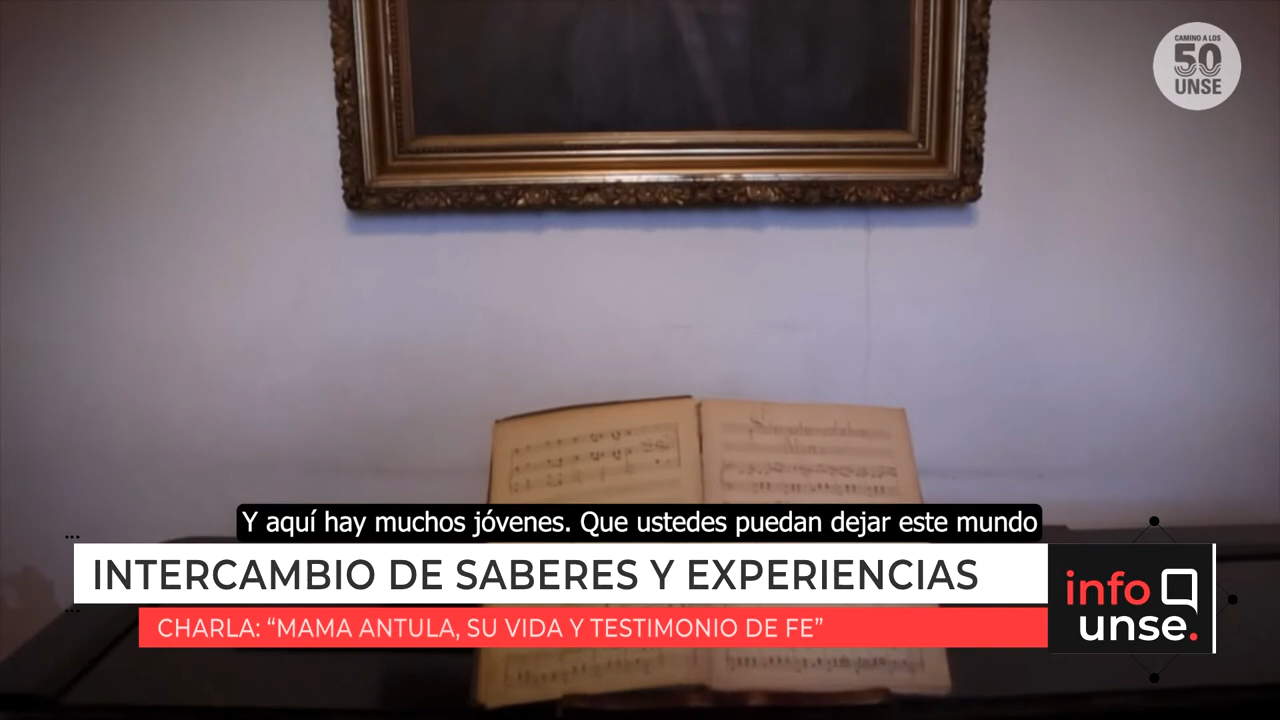 CAMINO A LOS
50
UNSE
Y aquí hay muchos jóvenes. Que ustedes puedan dejar este mundo
INTERCAMBIO DE SABERES Y EXPERIENCIAS
CHARLA: “MAMA ANTULA, SU VIDA Y TESTIMONIO DE FE”
info
unse.